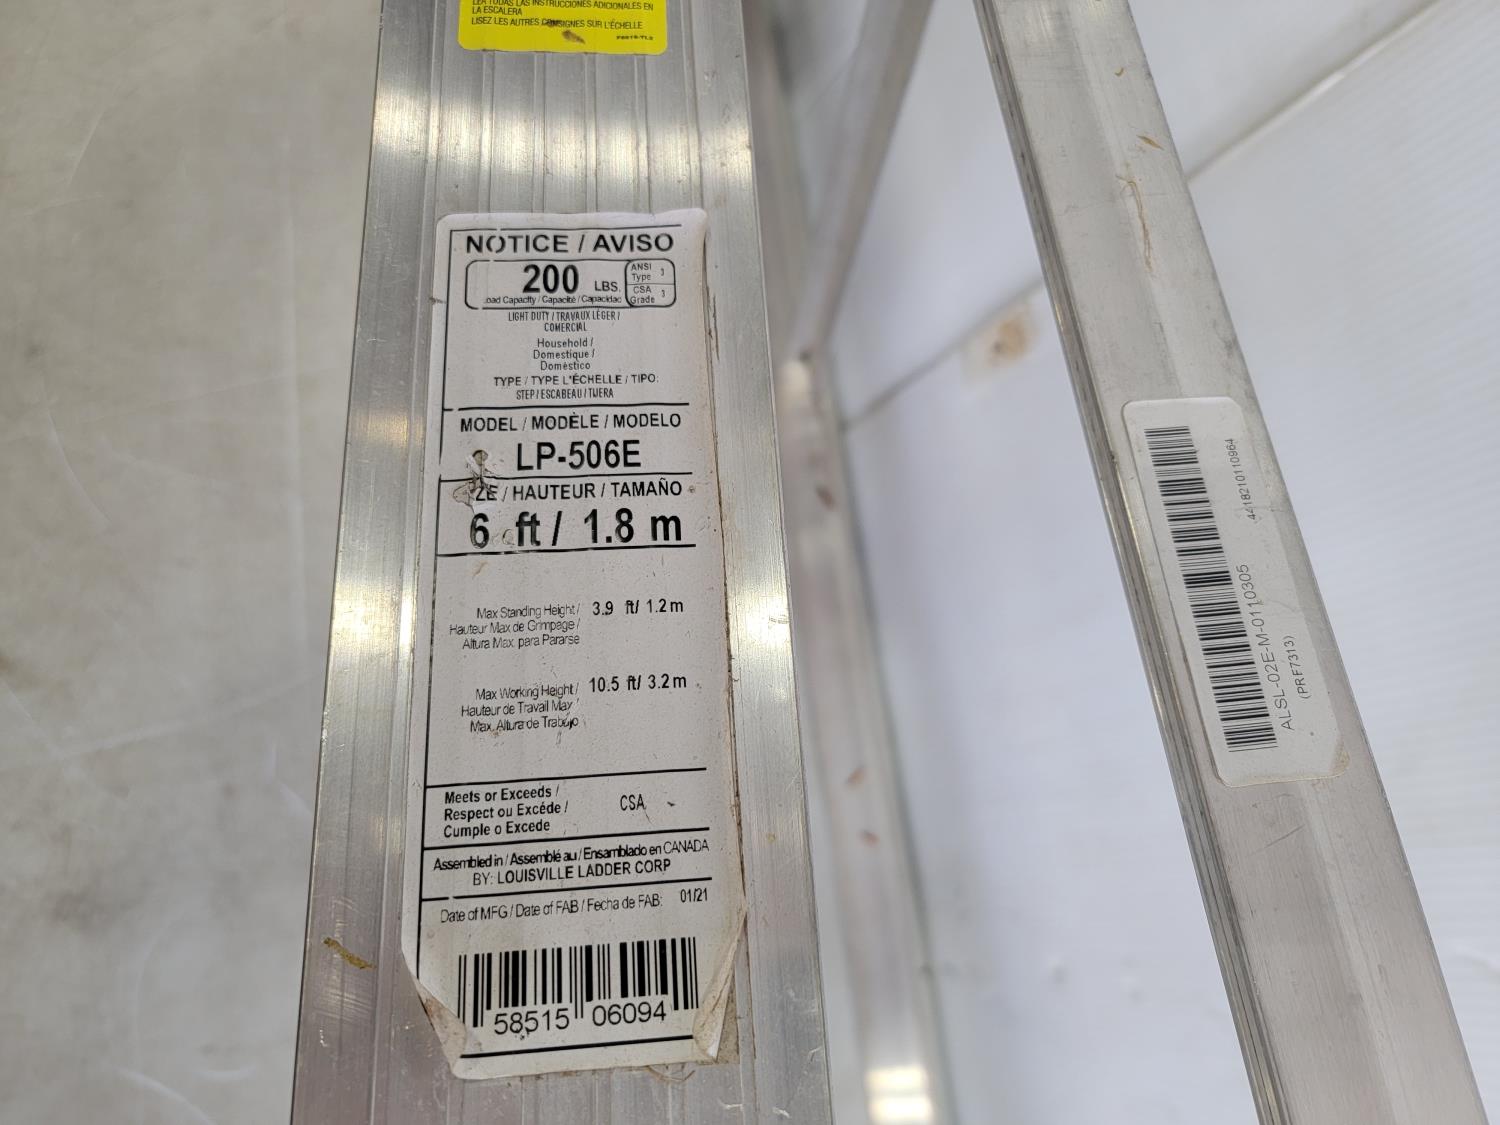 LEA TODAS LAS INSTRUCCIONES ADICIONALES EN
LA ESCALERA
LISEZ LES AUTRES CONSIGNES SUR L'ÉCHELLE
NOTICE / AVISO
200 LBS.
oad Capacity / Capacité / Capacidad
ANSI
Type 3
CSA
Grade 3
LIGHT DUTY / TRAVAUX LÉGER /
COMERCIAL
Household /
Domestique /
Doméstico
TYPE / TYPE L'ÉCHELLE / TIPO:
STEP / ESCABEAU / TIJERA
MODEL / MODÈLE / MODELO
LP-506E
ZE / HAUTEUR / TAMAÑO
6 ft / 1.8 m
Max Standing Height / 3.9 ft/ 1.2 m
Hauteur Max de Grimpage /
Altura Max. para Pararse
Max Working Height / 10.5 ft/ 3.2 m
Hauteur de Travail Max /
Max. Altura de Trabajo
Meets or Exceeds /
Respect ou Excéde / CSA
Cumple o Excede
Assembled in / Assemblé au / Ensamblado en CANADA
BY: LOUISVILLE LADDER CORP
Date of MFG / Date of FAB / Fecha de FAB: 01/21
58515 06094
4418210110964
ALSL-02E-M-0110305
(PRF7313)